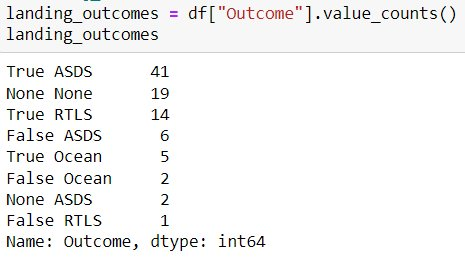 landing_outcomes = df["Outcome"].value_counts()
landing_outcomes
True ASDS      41
None None      19
True RTLS      14
False ASDS      6
True Ocean      5
False Ocean     2
None ASDS       2
False RTLS      1
Name: Outcome, dtype: int64